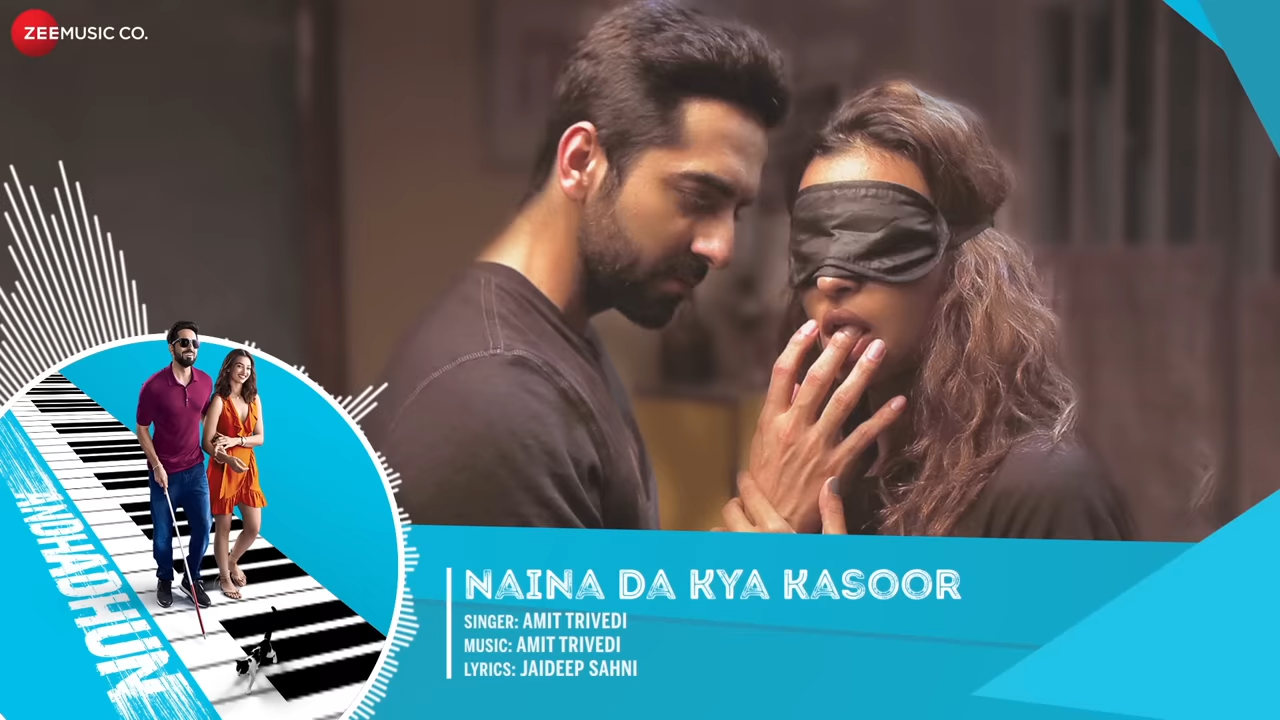 ZEEMUSIC CO.
ANDHADHUN
NAINA DA KYA KASOOR
SINGER: AMIT TRIVEDI
MUSIC: AMIT TRIVEDI
LYRICS: JAIDEEP SAHNI